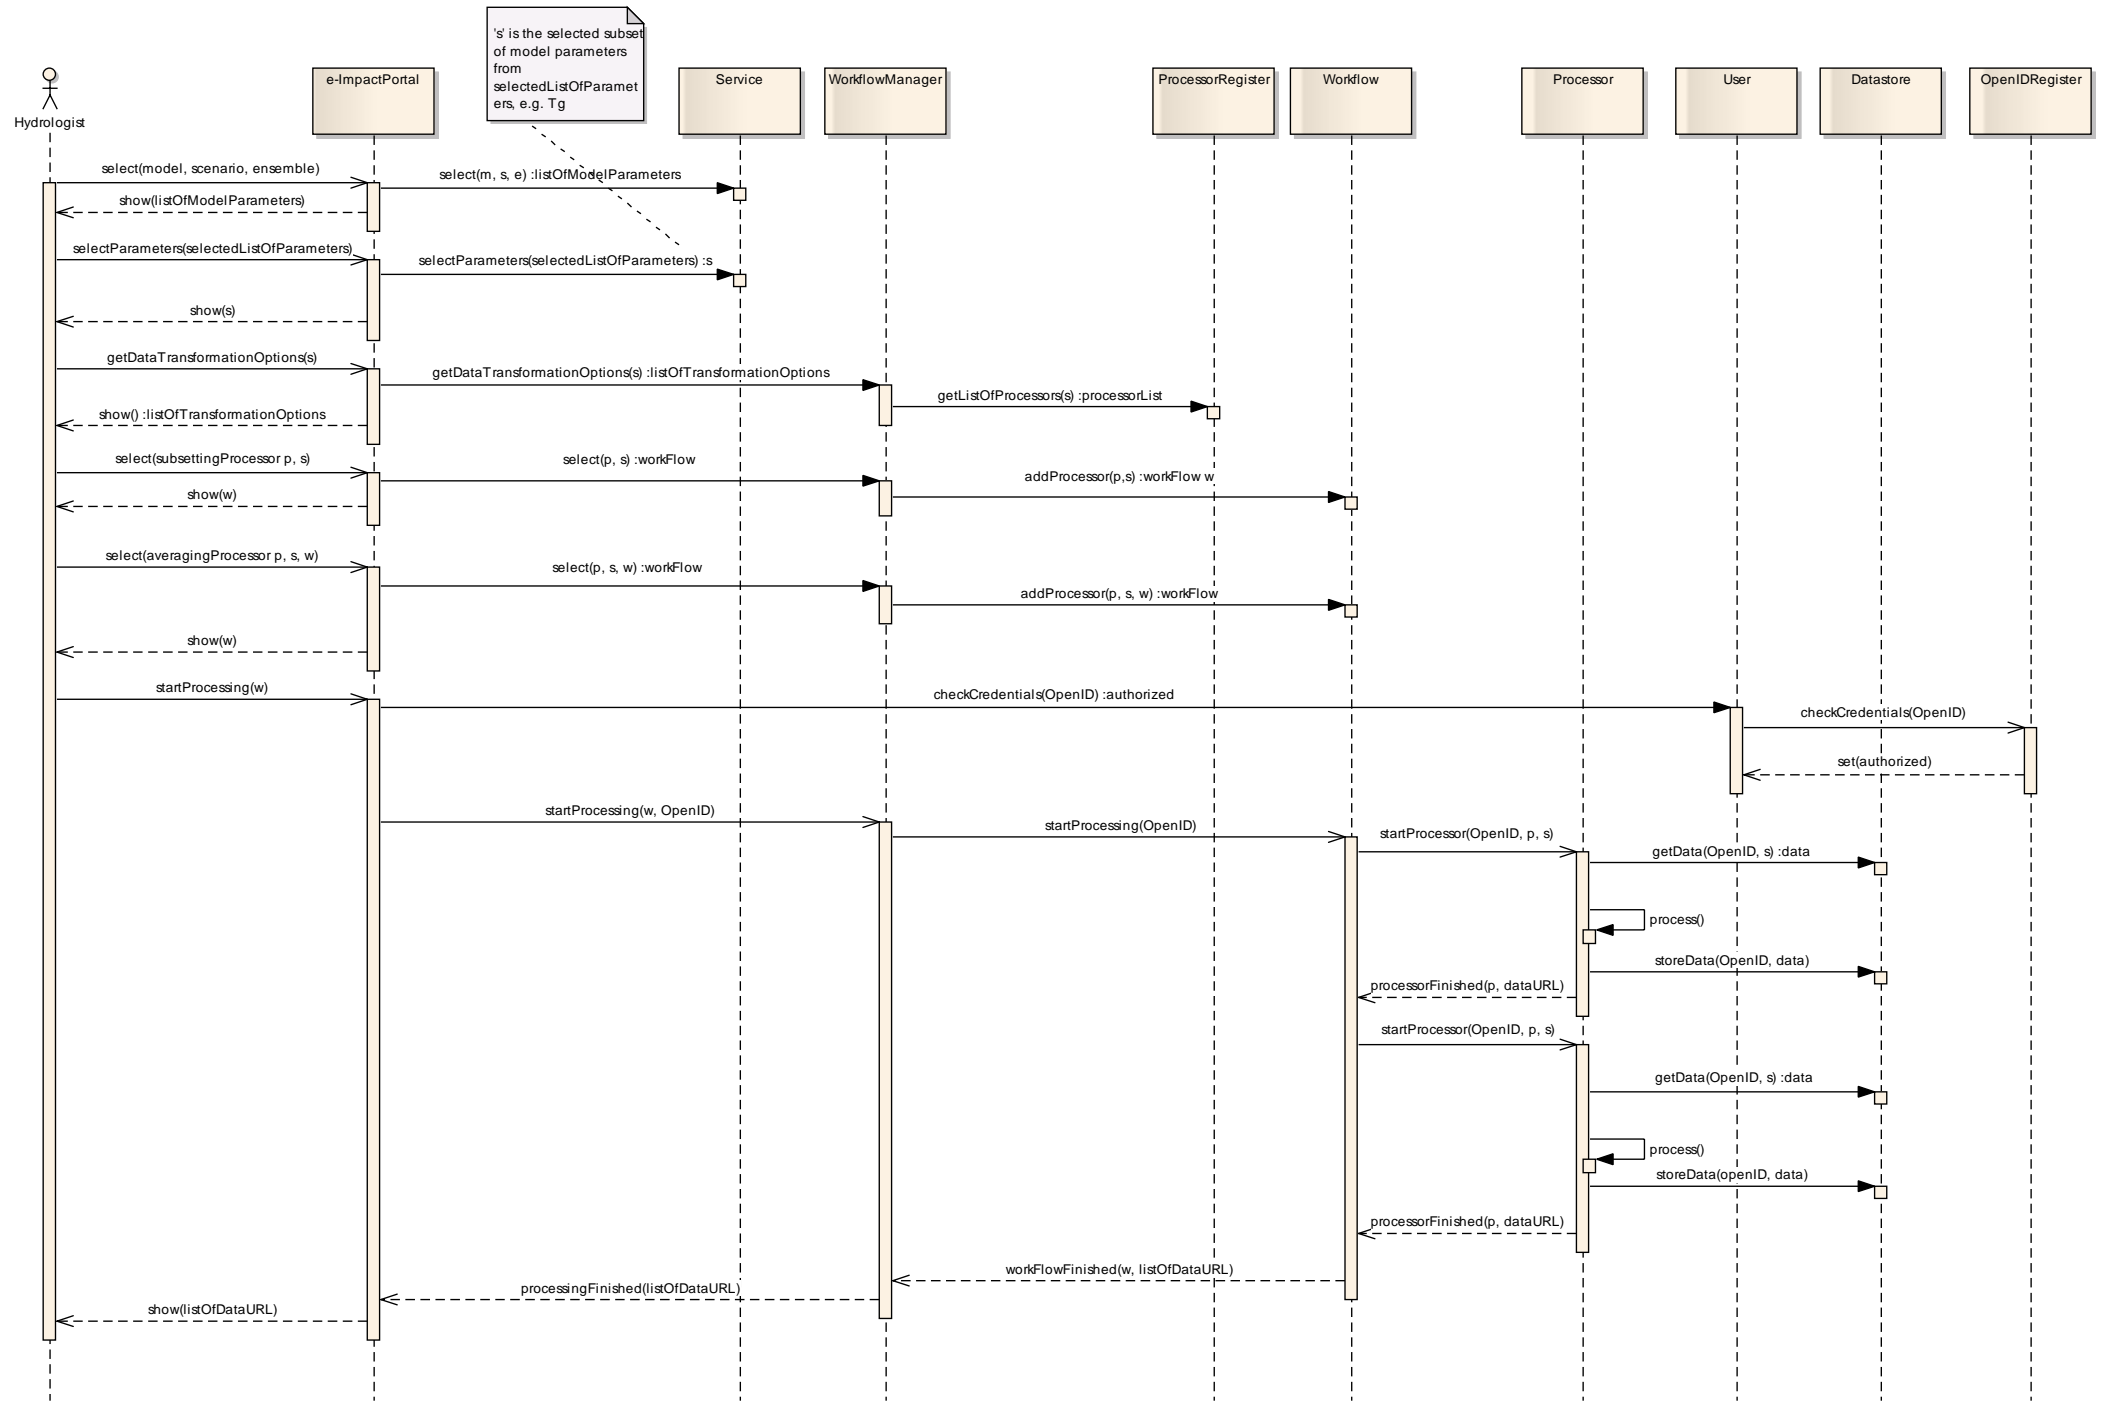 's' is the selected subset
of model parameters
from
selectedListOfParamet
ers, e.g. Tg
Hydrologist
e-ImpactPortal
Service
WorkflowManager
ProcessorRegister
Workflow
Processor
User
Datastore
OpenIDRegister
select(model, scenario, ensemble)
select(m, s, e) :listOfModelParameters
show(listOfModelParameters)
selectParameters(selectedListOfParameters)
selectParameters(selectedListOfParameters) :s
show(s)
getDataTransformationOptions(s)
getDataTransformationOptions(s) :listOfTransformationOptions
getListOfProcessors(s) :processorList
show() :listOfTransformationOptions
select(subsettingProcessor p, s)
select(p, s) :workFlow
addProcessor(p,s) :workFlow w
show(w)
select(averagingProcessor p, s, w)
select(p, s, w) :workFlow
addProcessor(p, s, w) :workFlow
show(w)
startProcessing(w)
checkCredentials(OpenID) :authorized
checkCredentials(OpenID)
set(authorized)
startProcessing(w, OpenID)
startProcessing(OpenID)
startProcessor(OpenID, p, s)
getData(OpenID, s) :data
process()
storeData(OpenID, data)
processorFinished(p, dataURL)
startProcessor(OpenID, p, s)
getData(OpenID, s) :data
process()
storeData(openID, data)
processorFinished(p, dataURL)
workFlowFinished(w, listOfDataURL)
processingFinished(listOfDataURL)
show(listOfDataURL)